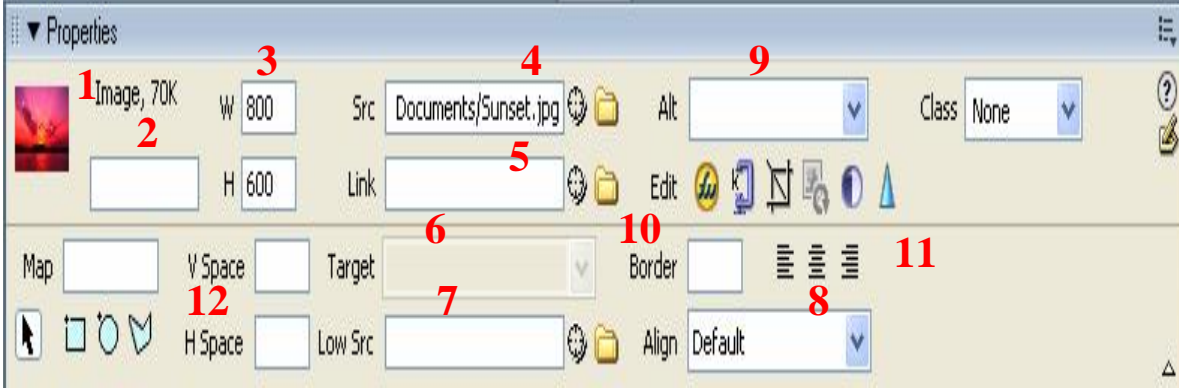 ▼ Properties
1 Image, 70K W 800 3 Src Documents/Sunset.jpg 4 Alt 9 Class None
2 H 600 Link 5 Edit
Map V Space Target 6 Border 10 11
12 H Space Low Src 7 Align Default 8